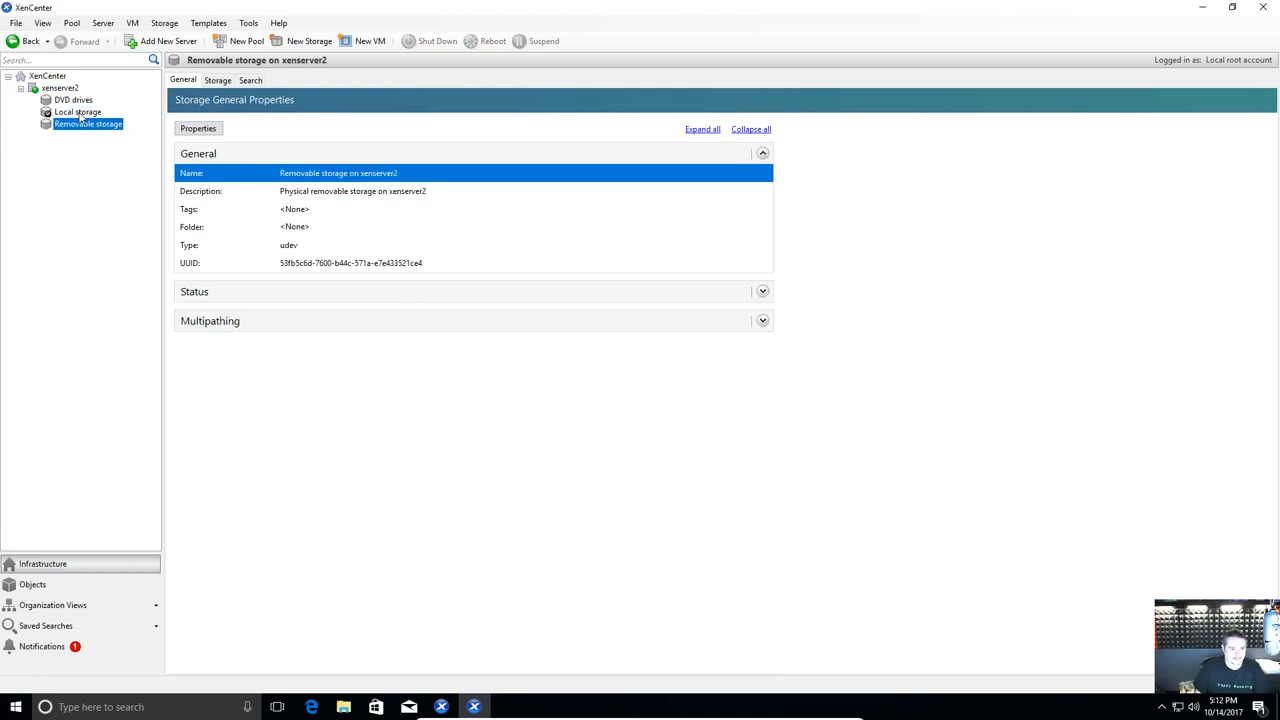 XenCenter
File View Pool Server VM Storage Templates Tools Help
Back Forward Add New Server New Pool New Storage New VM Shut Down Reboot Suspend
Search...
Removable storage on xenserver2
Logged in as: Local root account
XenCenter
xenserver2
DVD drives
Local storage
Removable storage
General Storage Search
Storage General Properties
Properties
Expand all Collapse all
General
Name: Removable storage on xenserver2
Description: Physical removable storage on xenserver2
Tags: <None>
Folder: <None>
Type: udev
UUID: 53fb5c6d-7600-b44c-571a-e7e433521ce4
Status
Multipathing
Infrastructure
Objects
Organization Views
Saved Searches
Notifications 1
Happy Hacking
Type here to search
5:12 PM
10/14/2017
1